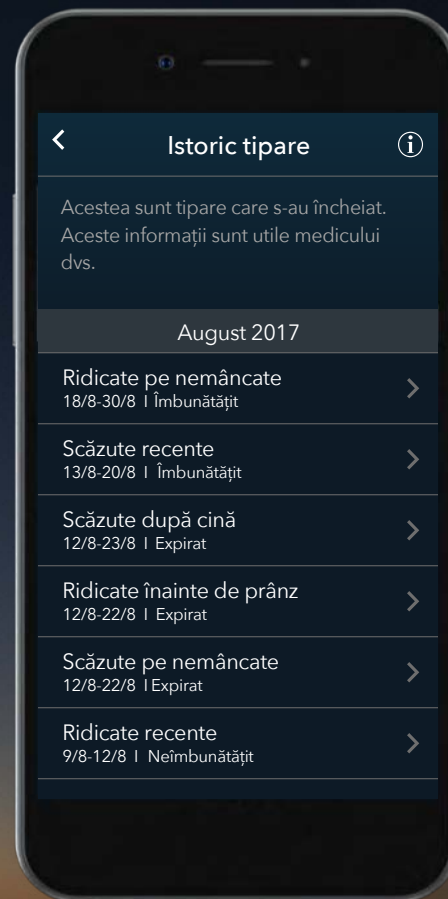 Istoric tipare
Acestea sunt tipare care s-au încheiat.
Aceste informații sunt utile medicului
dvs.
August 2017
Ridicate pe nemâncate
18/8-30/8 I Îmbunătățit
Scăzute recente
13/8-20/8 I Îmbunătățit
Scăzute după cină
12/8-23/8 I Expirat
Ridicate înainte de prânz
12/8-22/8 I Expirat
Scăzute pe nemâncate
12/8-22/8 I Expirat
Ridicate recente
9/8-12/8 I Neîmbunătățit